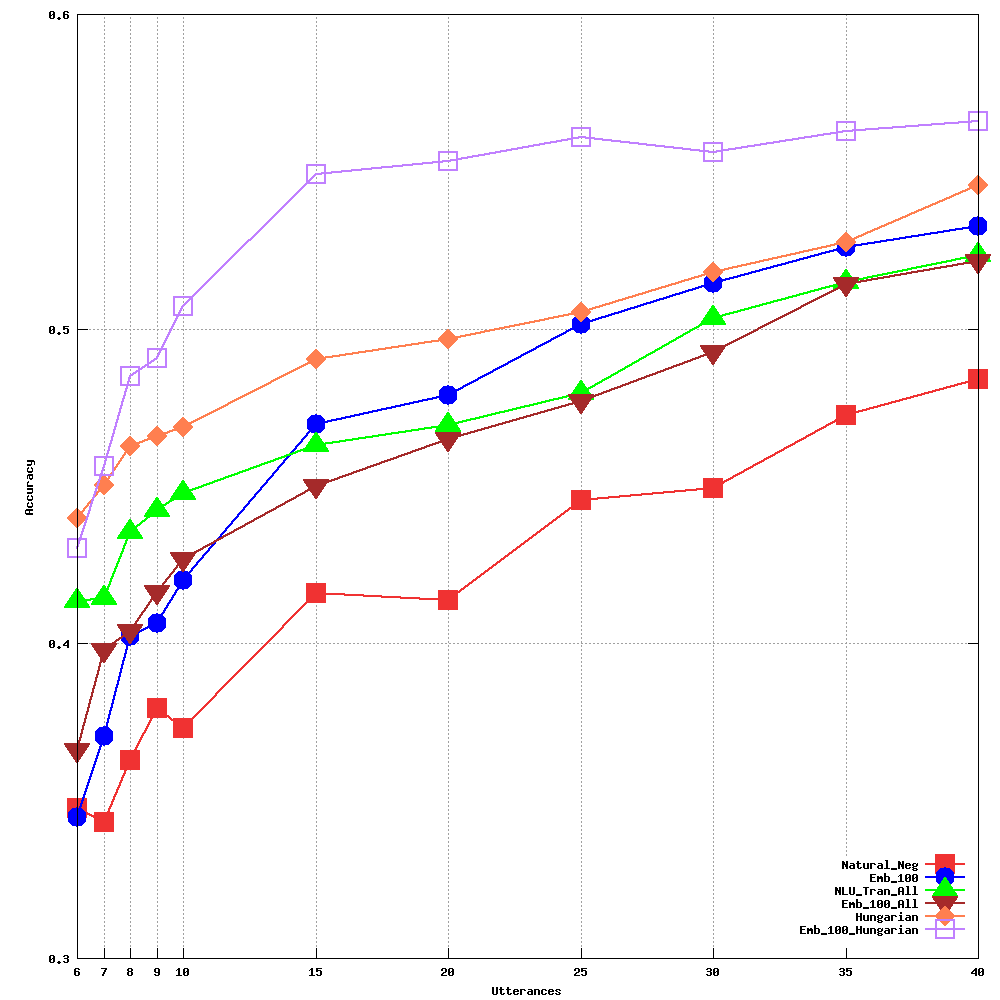 0.6
0.5
0.4
0.3
Accuracy
6 7 8 9 10 15 20 25 30 35 40
Utterances
Natural_Neg
Emb_100
NLU_Tran_All
Emb_100_All
Hungarian
Emb_100_Hungarian